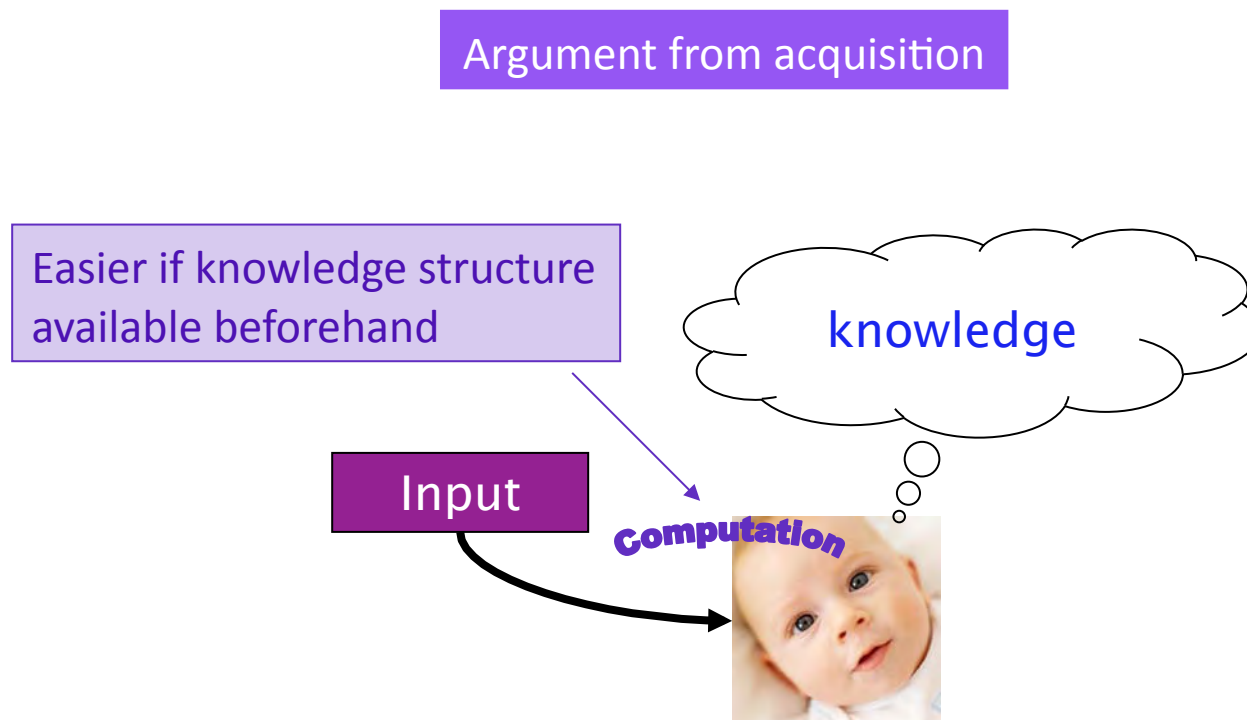 Argument from acquisition
Easier if knowledge structure
available beforehand
knowledge
Input
Computation